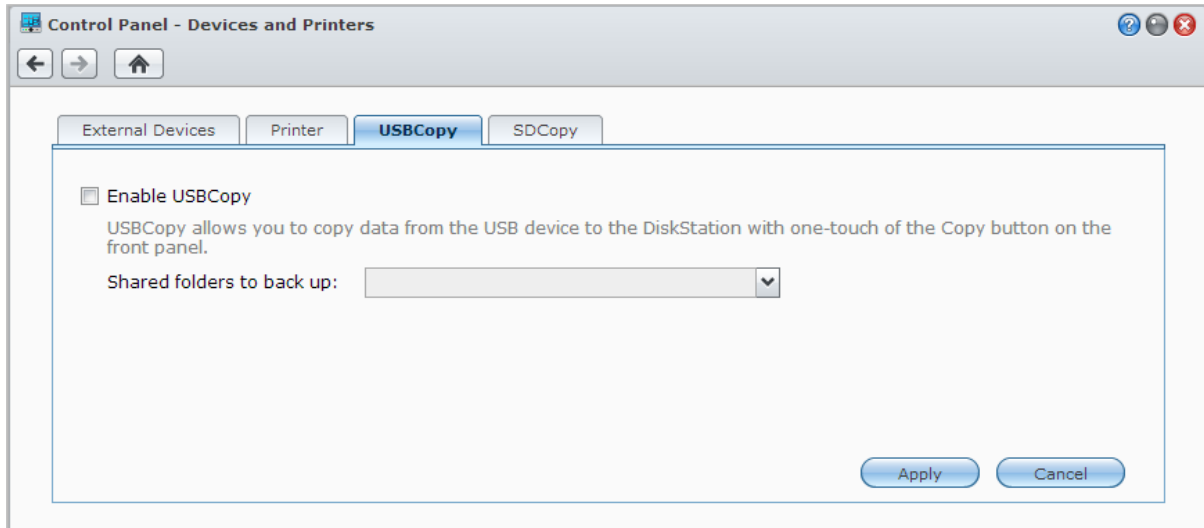 Control Panel - Devices and Printers
External Devices Printer USBCopy SDCopy
Enable USBCopy
USBCopy allows you to copy data from the USB device to the DiskStation with one-touch of the Copy button on the
front panel.
Shared folders to back up:
Apply Cancel